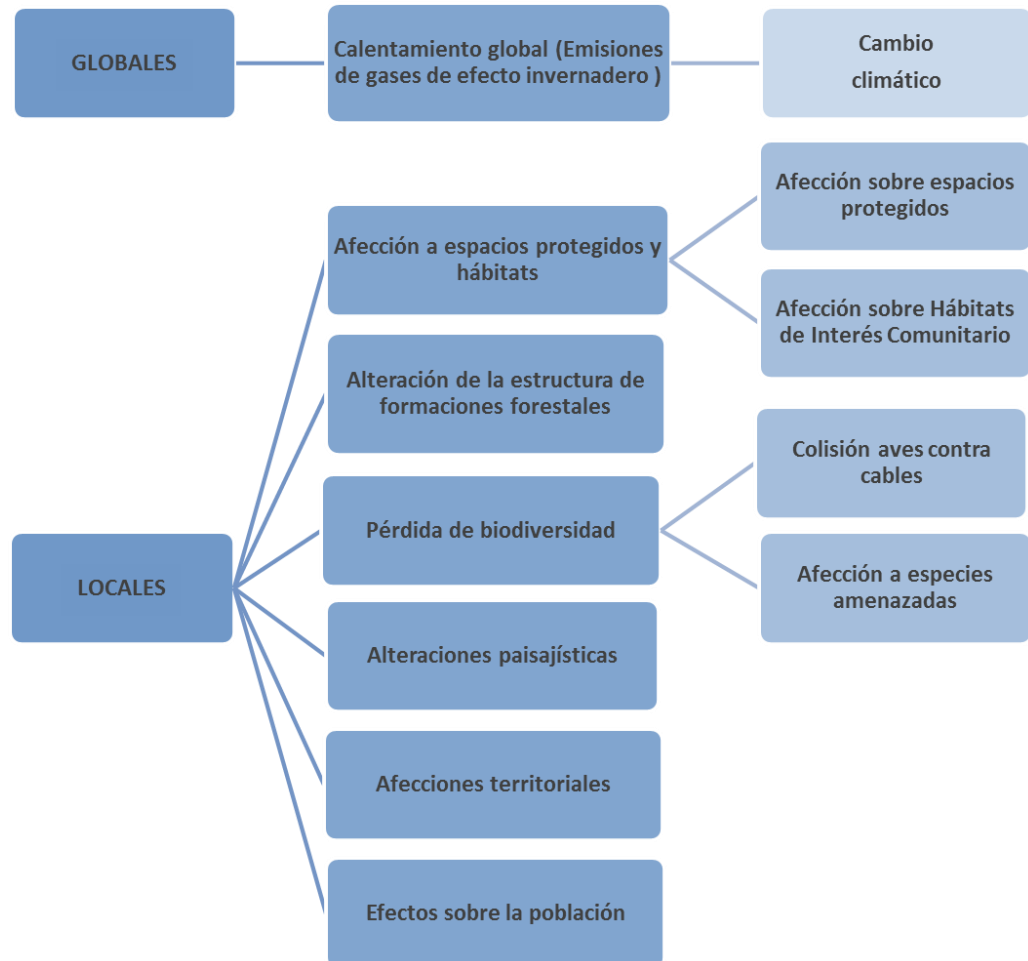 GLOBALES
Calentamiento global (Emisiones
de gases de efecto invernadero )
Cambio
climático
Afección sobre espacios
protegidos
Afección a espacios protegidos y
hábitats
Afección sobre Hábitats
de Interés Comunitario
Alteración de la estructura de
formaciones forestales
Colisión aves contra
cables
Pérdida de biodiversidad
Afección a especies
amenazadas
LOCALES
Alteraciones paisajísticas
Afecciones territoriales
Efectos sobre la población